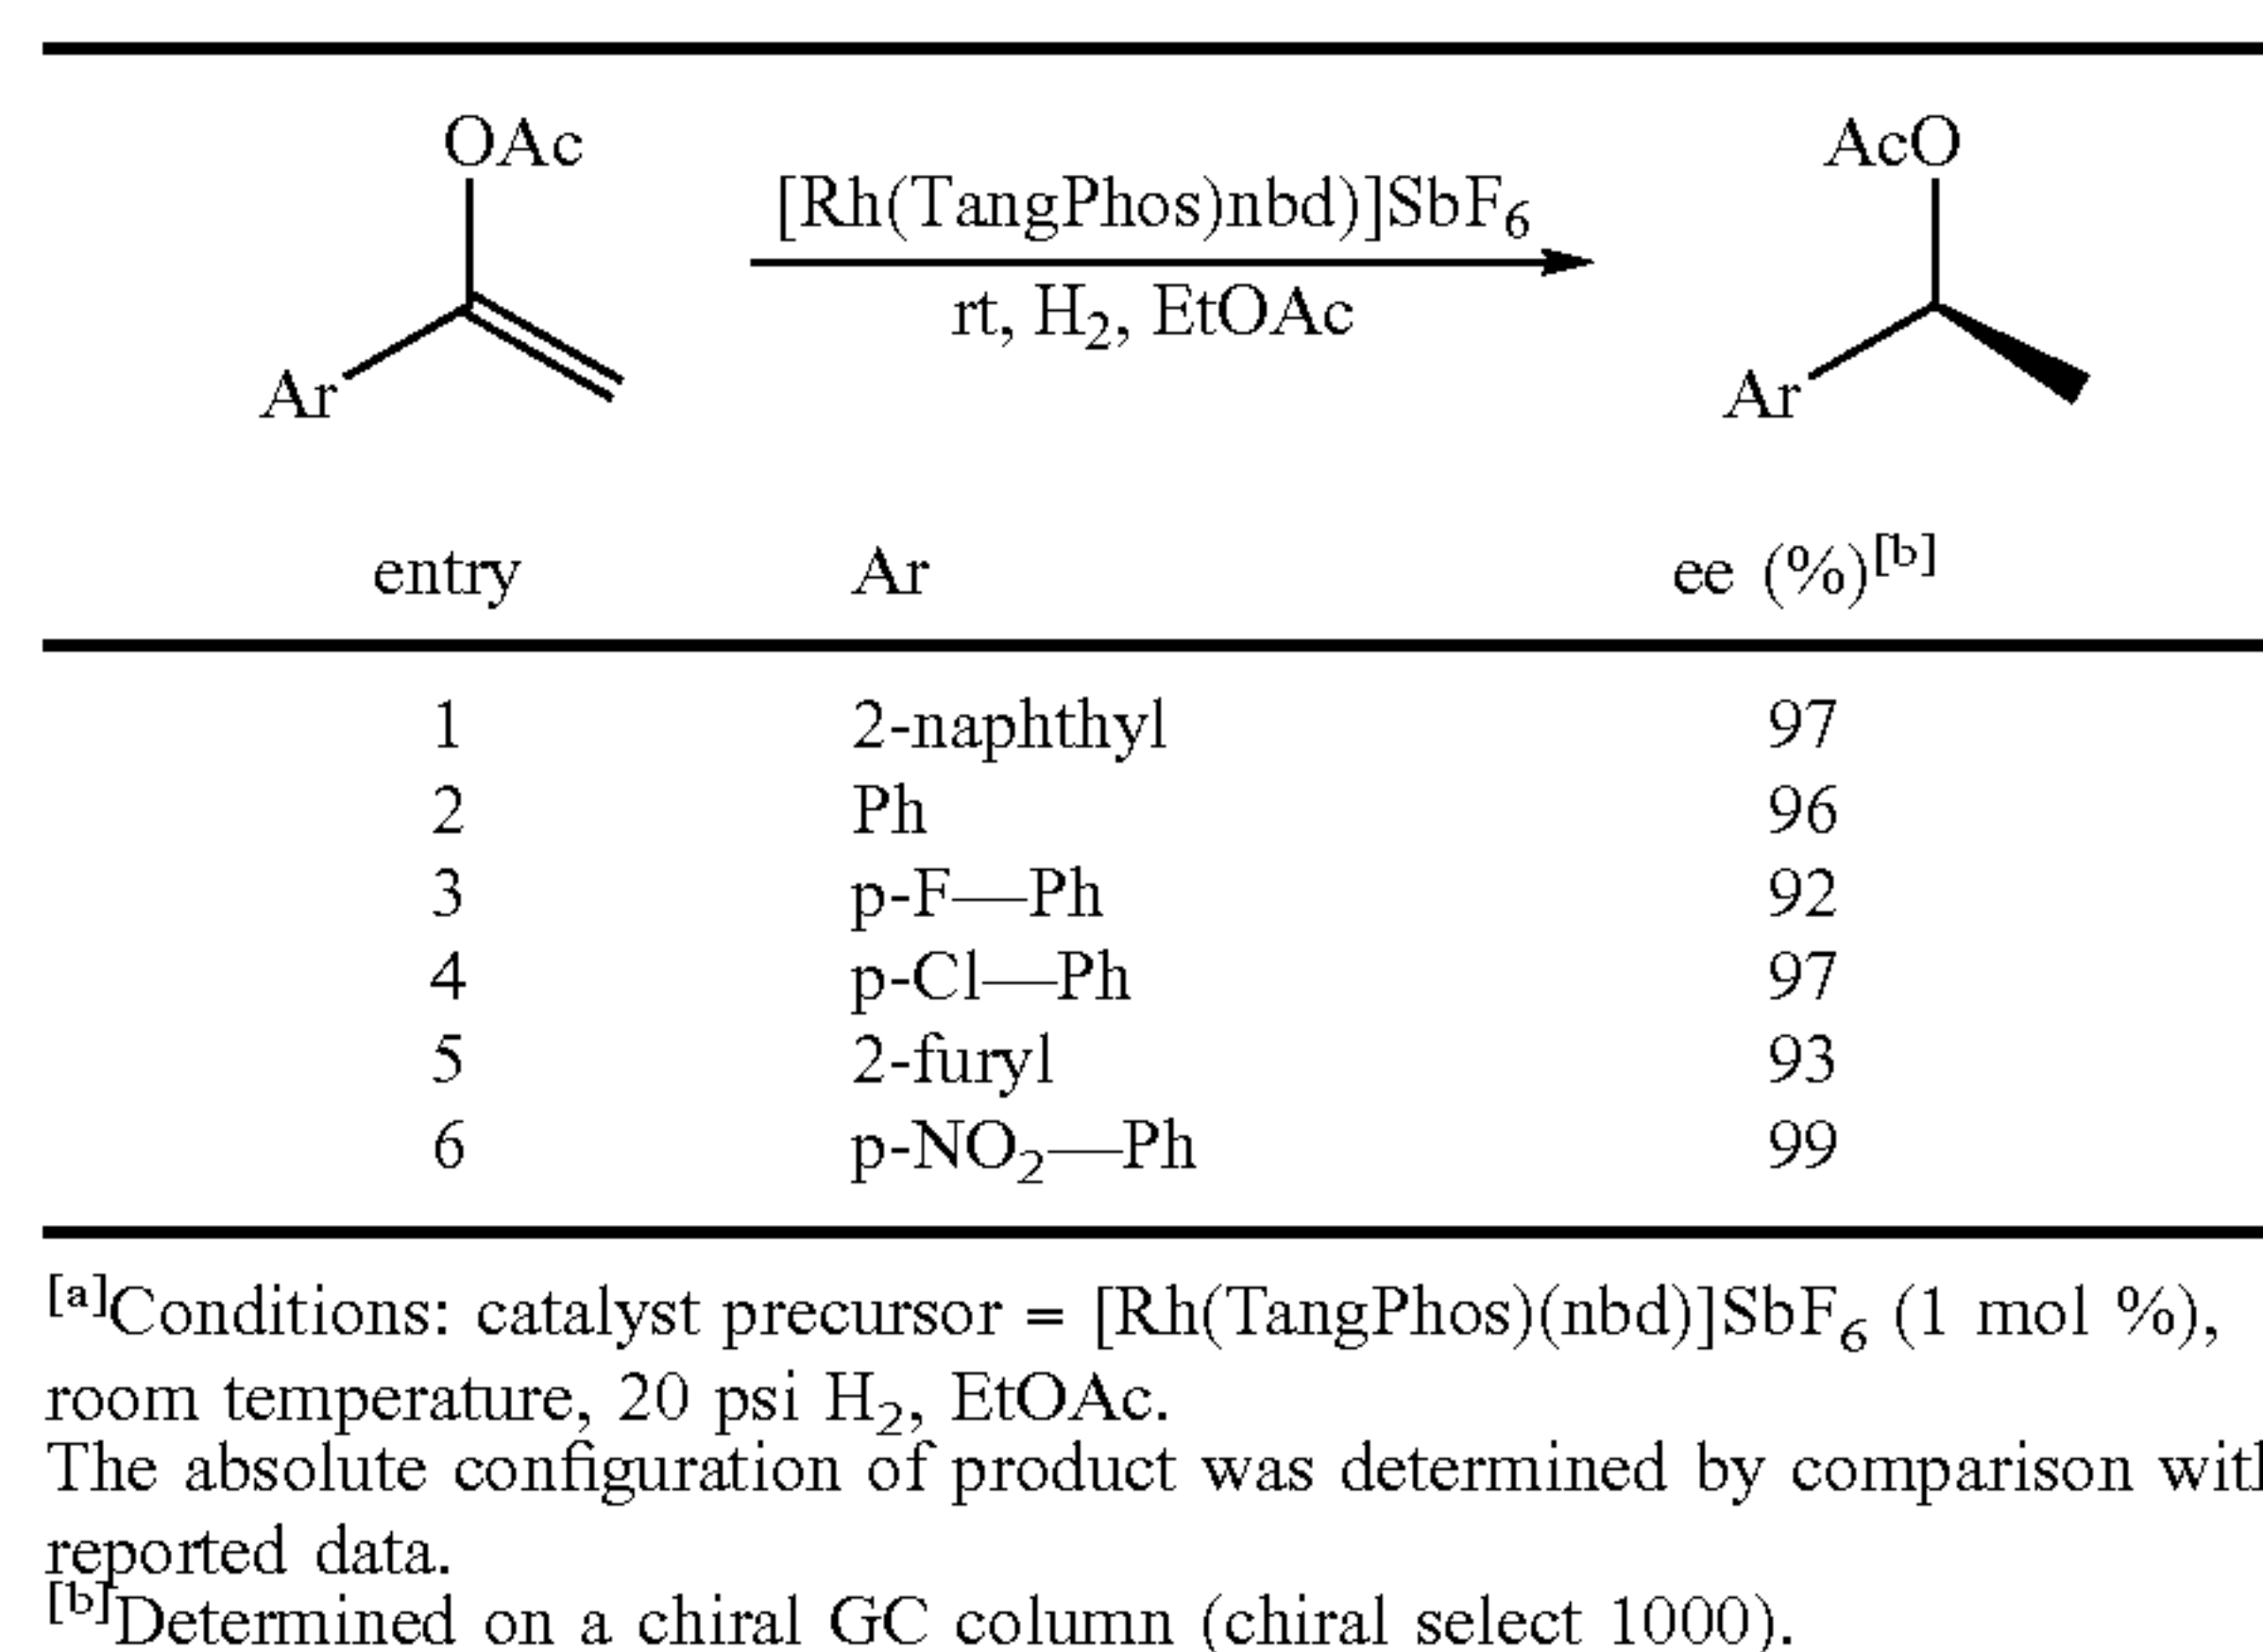 OAc
AcO
[Rh(TangPhos)nbd)]SbF₆
rt, H₂, EtOAc
Ar
Ar
entry Ar ee (%)[b]
1 2-naphthyl 97
2 Ph 96
3 p-F—Ph 92
4 p-Cl—Ph 97
5 2-furyl 93
6 p-NO₂—Ph 99
[a]Conditions: catalyst precursor = [Rh(TangPhos)(nbd)]SbF₆ (1 mol %),
room temperature, 20 psi H₂, EtOAc.
The absolute configuration of product was determined by comparison with
reported data.
[b]Determined on a chiral GC column (chiral select 1000).